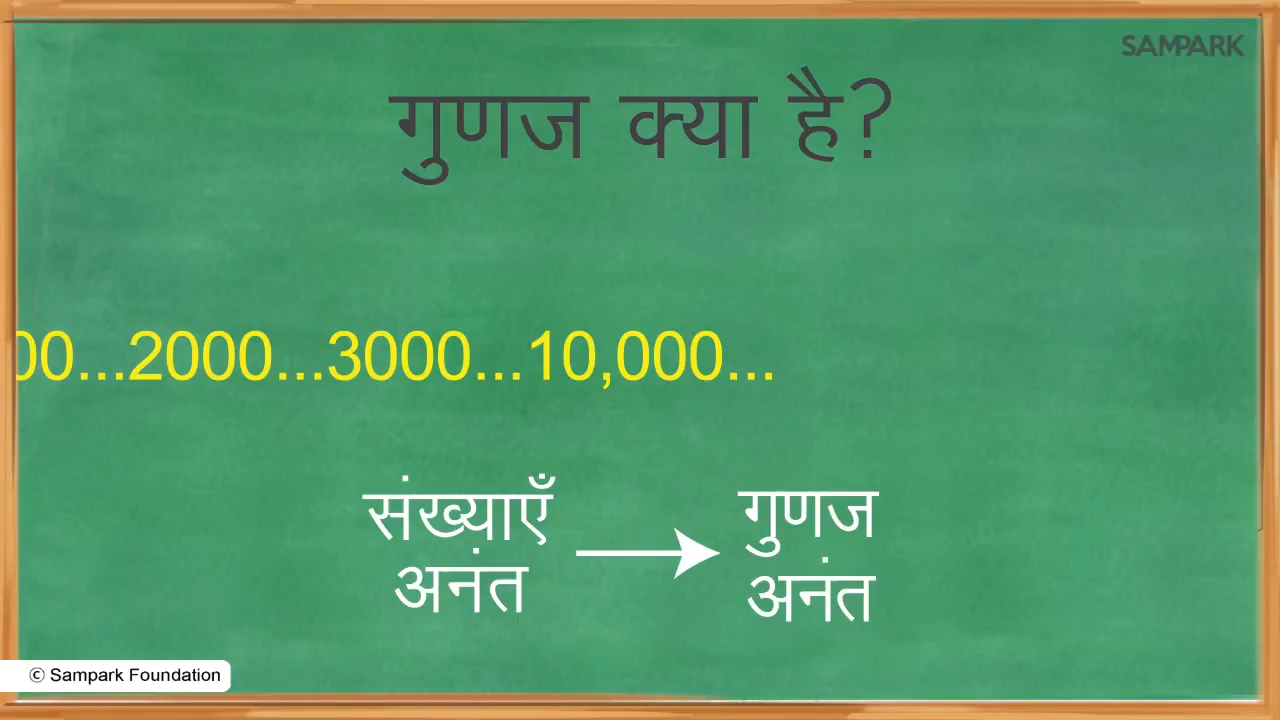 SAMPARK
गुणज क्या है?
00...2000...3000...10,000...
संख्याएँ
अनंत
गुणज
अनंत
© Sampark Foundation